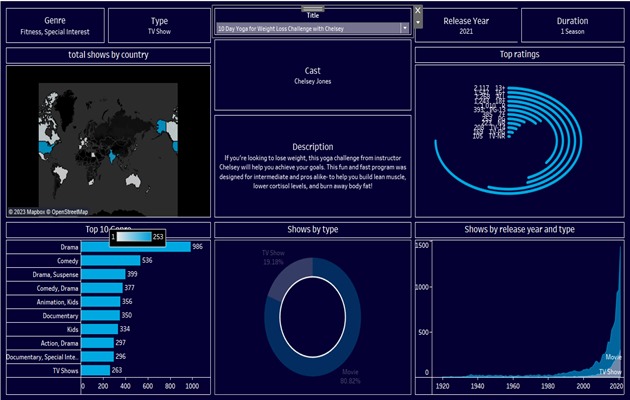 Genre
Fitness, Special Interest
Type
TV Show
Title
10 Day Yoga for Weight Loss Challenge with Chelsey
Release Year
2021
Duration
1 Season
total shows by country
© 2023 Mapbox © OpenStreetMap
Cast
Chelsey Jones
Description
If you're looking to lose weight, this yoga challenge from instructor
Chelsey will help you achieve your goals. This fun and fast program was
designed for intermediate and pros alike- to help you build lean muscle,
lower cortisol levels, and burn away body fat!
Top ratings
2,117 13+
Top 10 Genre
1 253
Drama 986
Comedy 536
Drama, Suspense 399
Comedy, Drama 377
Animation, Kids 356
Documentary 350
Kids 334
Action, Drama 297
Documentary, Special Inte.. 296
TV Shows 263
0 200 400 600 800 1000
Shows by type
TV Show
19.18%
Movie
80.82%
Shows by release year and type
1500
1000
500
0
Movie
TV Show
1920 1940 1960 1980 2000 2020